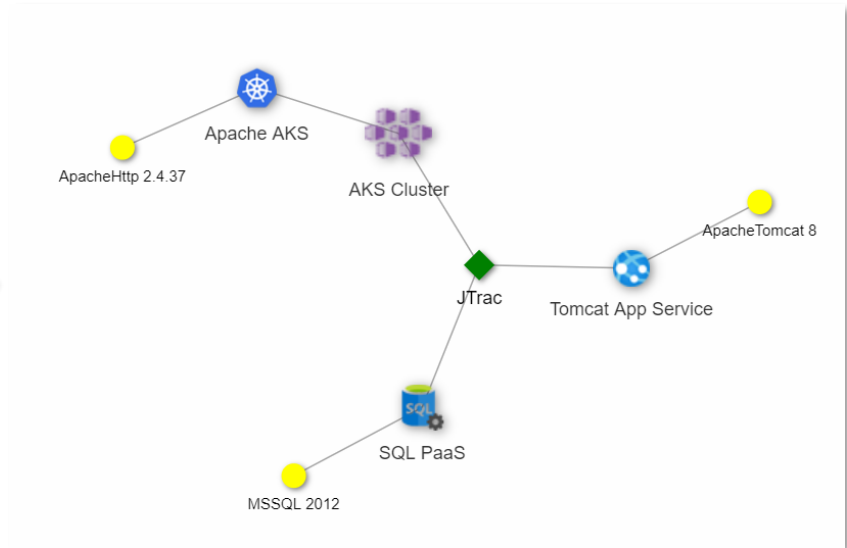 Apache AKS
ApacheHttp 2.4.37
AKS Cluster
ApacheTomcat 8
JTrac
Tomcat App Service
SQL
SQL PaaS
MSSQL 2012